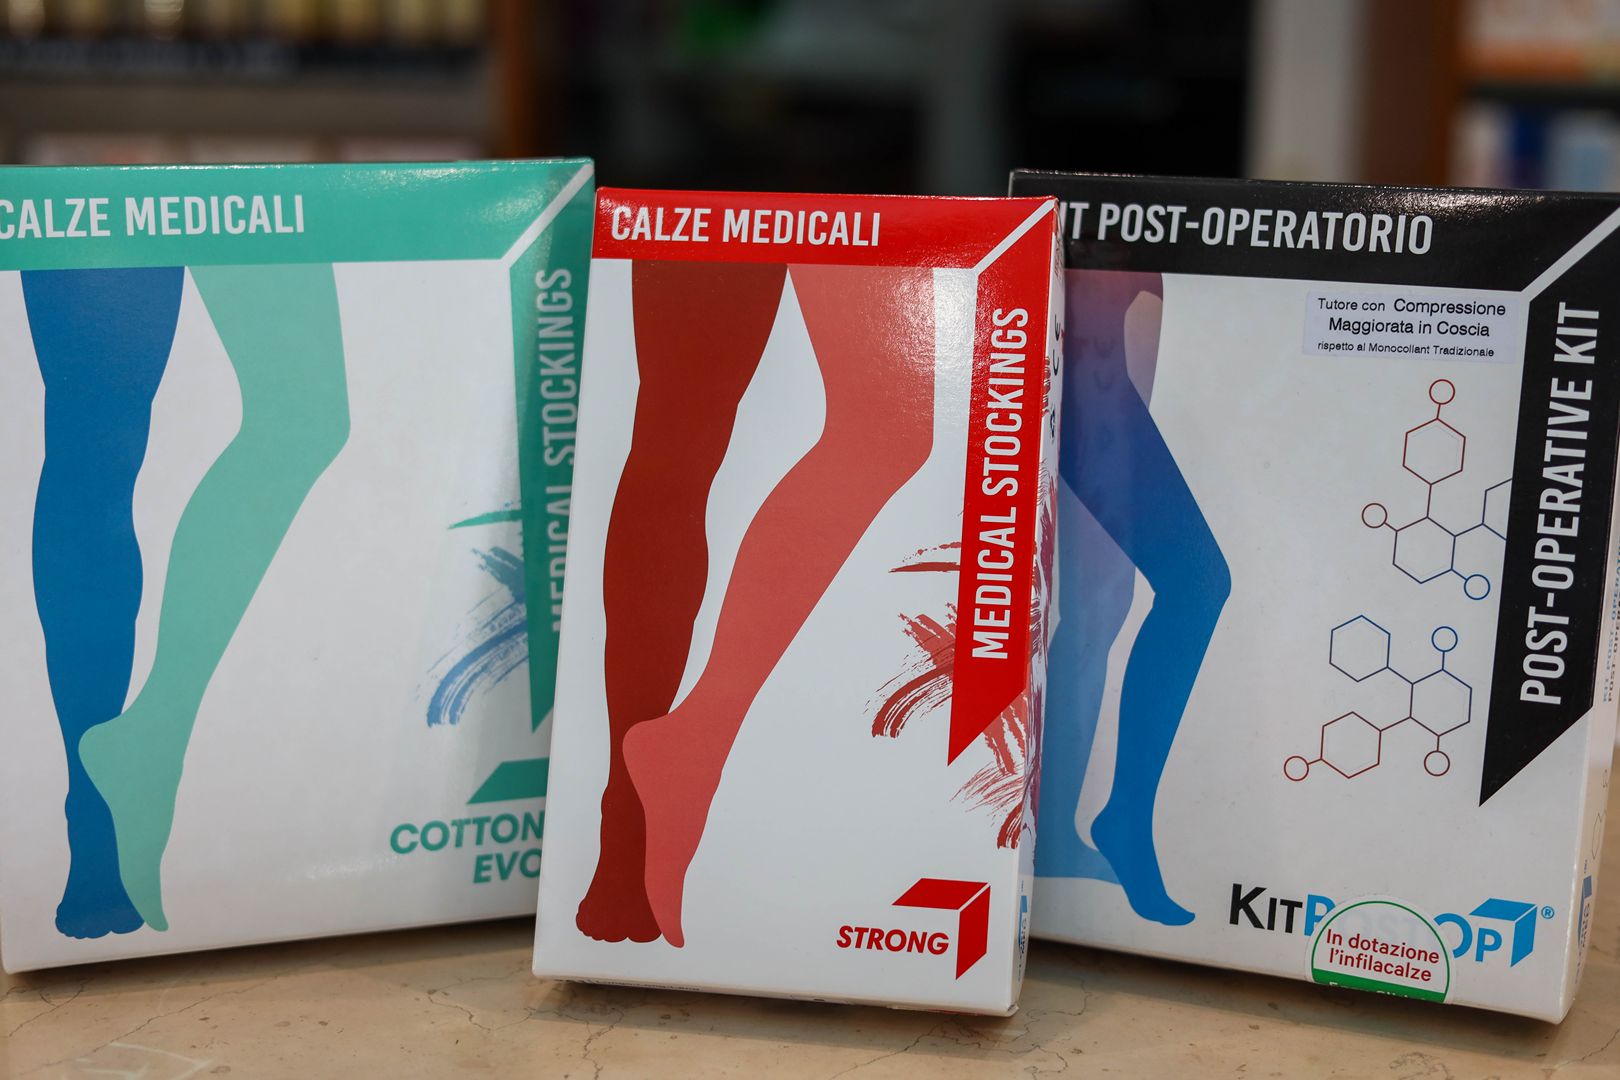 CALZE MEDICALI
MEDICAL STOCKINGS
COTTON
EVO
CALZE MEDICALI
MEDICAL STOCKINGS
STRONG
IT POST-OPERATORIO
Tutore con Compressione
Maggiorata in Coscia
rispetto al Monocollant Tradizionale
POST-OPERATIVE KIT
KITPOSTOP®
In dotazione
l'infilacalze